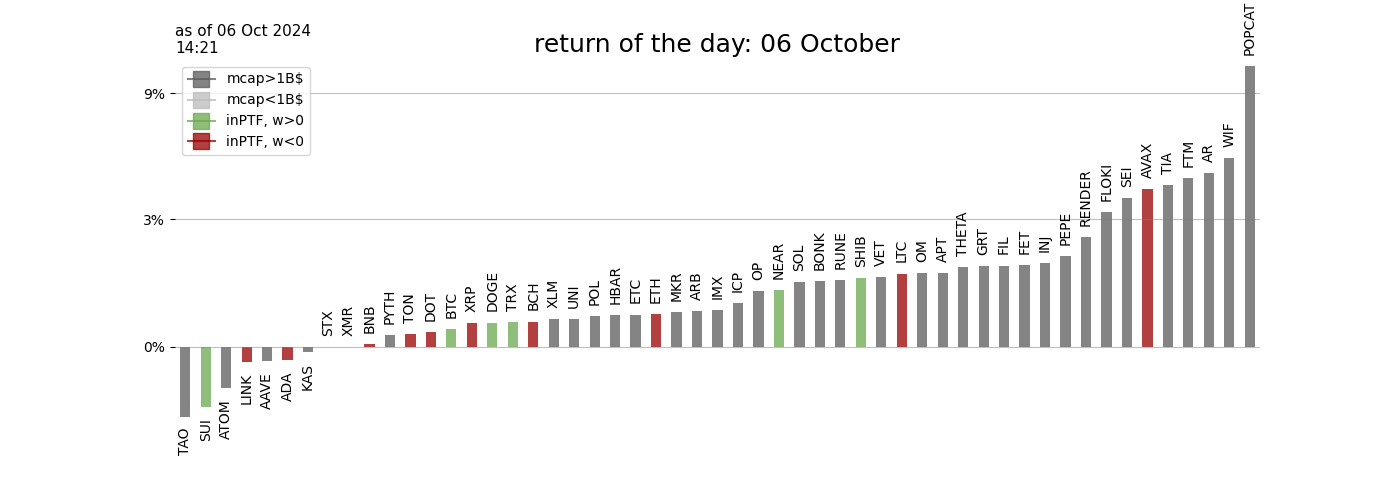 as of 06 Oct 2024
14:21
return of the day: 06 October
mcap>1B$
mcap<1B$
inPTF, w>0
inPTF, w<0
9%
3%
0%
TAO
SUI
ATOM
LINK
AAVE
ADA
KAS
STX
XMR
BNB
PYTH
TON
DOT
BTC
XRP
DOGE
TRX
BCH
XLM
UNI
POL
HBAR
ETC
ETH
MKR
ARB
IMX
ICP
OP
NEAR
SOL
BONK
RUNE
SHIB
VET
LTC
OM
APT
THETA
GRT
FIL
FET
INJ
PEPE
RENDER
FLOKI
SEI
AVAX
TIA
FTM
AR
WIF
POPCAT